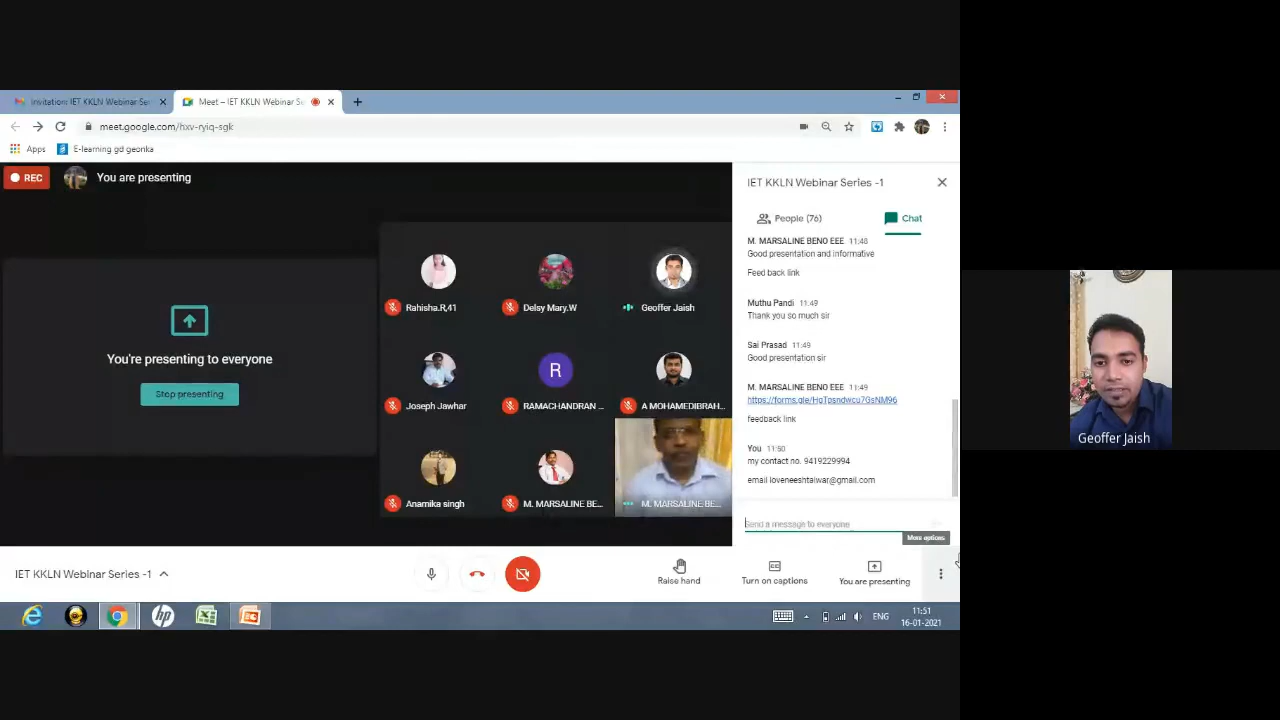 Invitation: IET KKLN Webinar Ser
Meet – IET KKLN Webinar Se
meet.google.com/hxv-ryiq-sgk
Apps
E-learning gd geonka
REC
You are presenting
IET KKLN Webinar Series -1
People (76)
Chat
M. MARSALINE BENO EEE 11:48
Good presentation and informative
Feed back link
Muthu Pandi 11:49
Thank you so much sir
Sai Prasad 11:49
Good presentation sir
M. MARSALINE BENO EEE 11:49
feedback link
You 11:50
my contact no. 9419229994
email loveneeshtalwar@gmail.com
Send a message to everyone
More options
You're presenting to everyone
Stop presenting
Rahisha.R,41
Delsy Mary.W
Geoffer Jaish
Joseph Jawhar
RAMACHANDRAN ...
A MOHAMEDIBRAH...
Anamika singh
M. MARSALINE BE...
M. MARSALINE BE...
Geoffer Jaish
IET KKLN Webinar Series -1
Raise hand
Turn on captions
You are presenting
ENG
11:51
16-01-2021